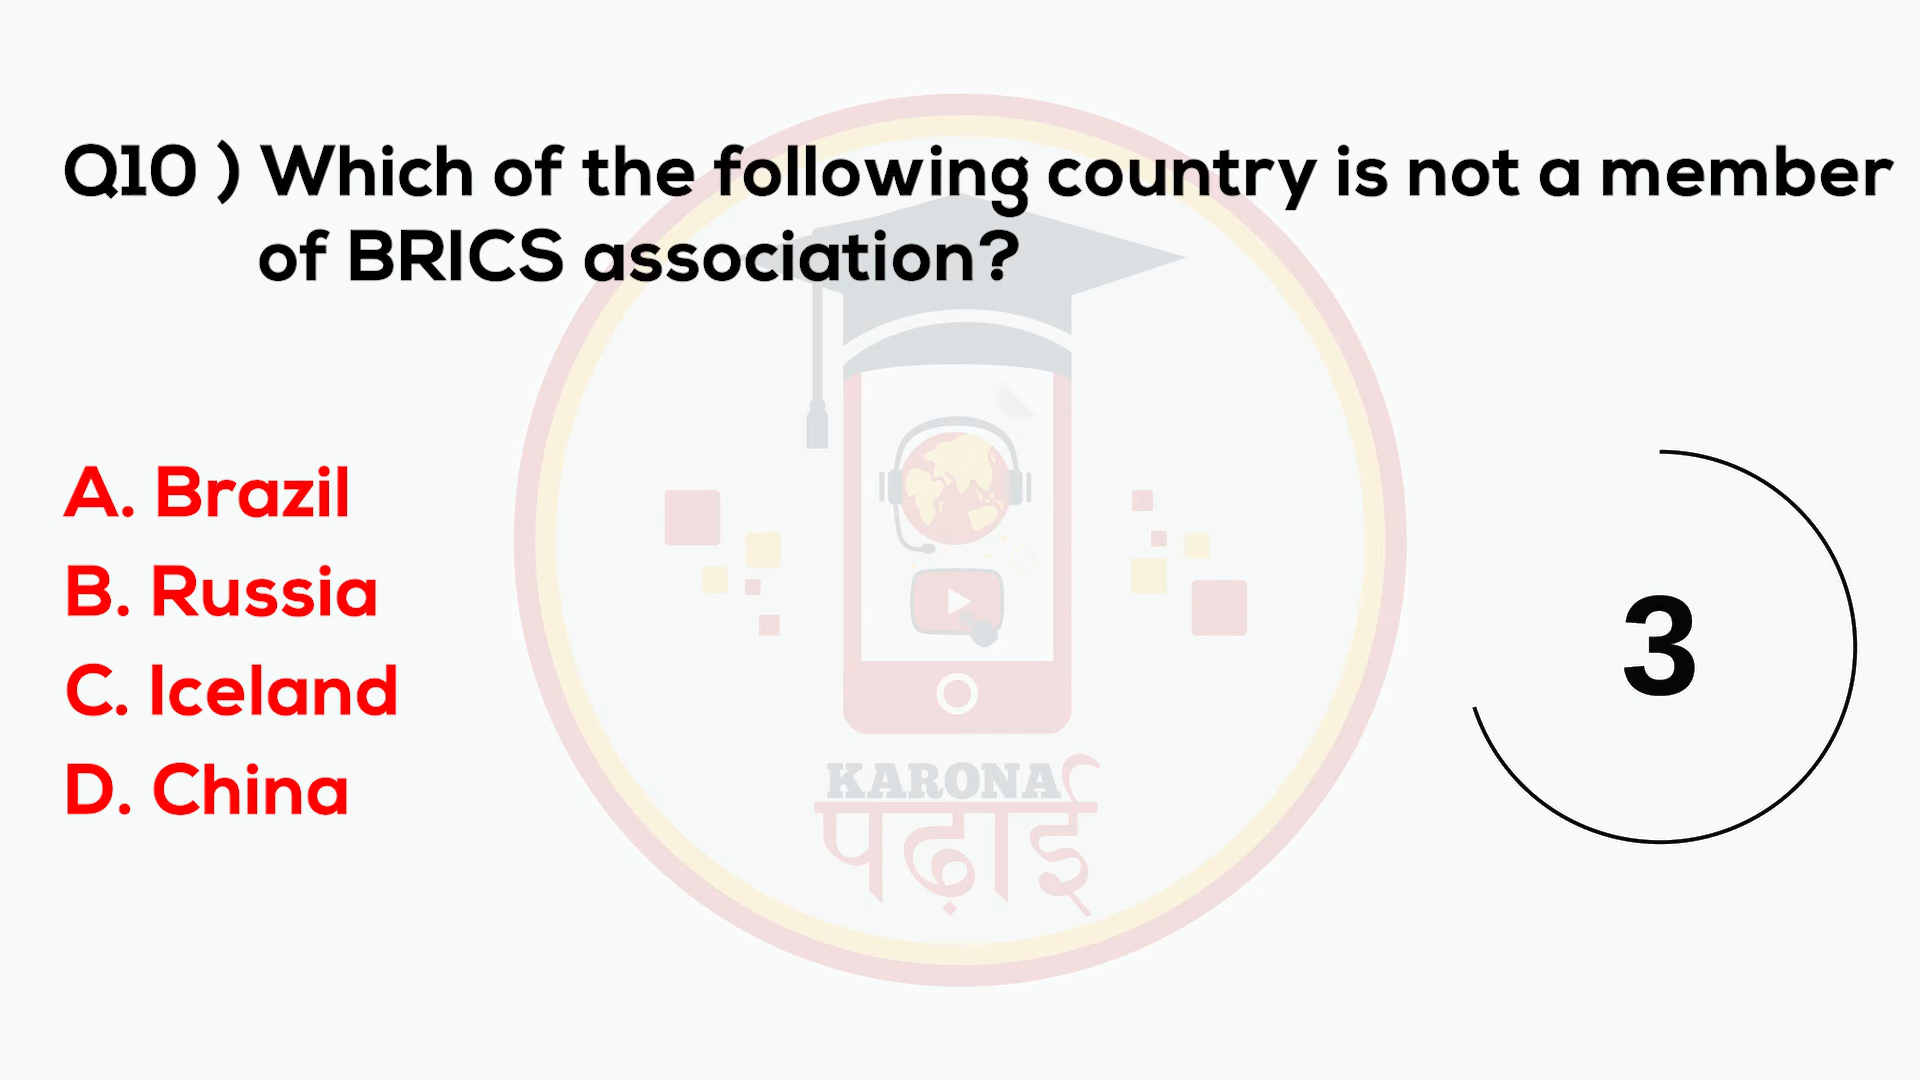 Q10 ) Which of the following country is not a member
of BRICS association?
A. Brazil
B. Russia
C. Iceland
D. China
3
KARONA
पढ़ाई